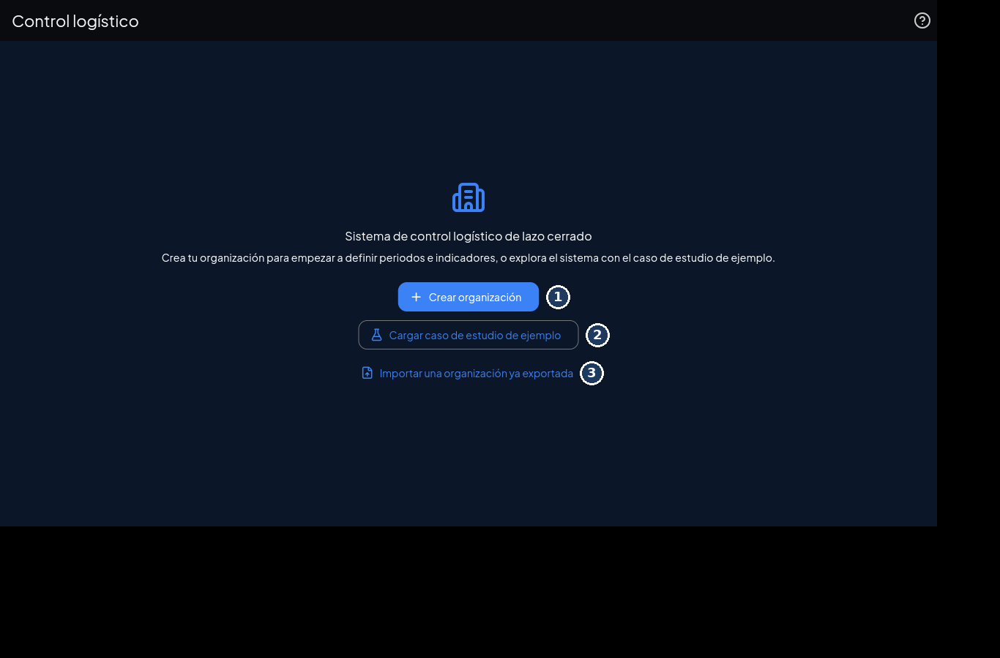 Control logístico
Sistema de control logístico de lazo cerrado
Crea tu organización para empezar a definir periodos e indicadores, o explora el sistema con el caso de estudio de ejemplo.
Crear organización 1
Cargar caso de estudio de ejemplo 2
Importar una organización ya exportada 3